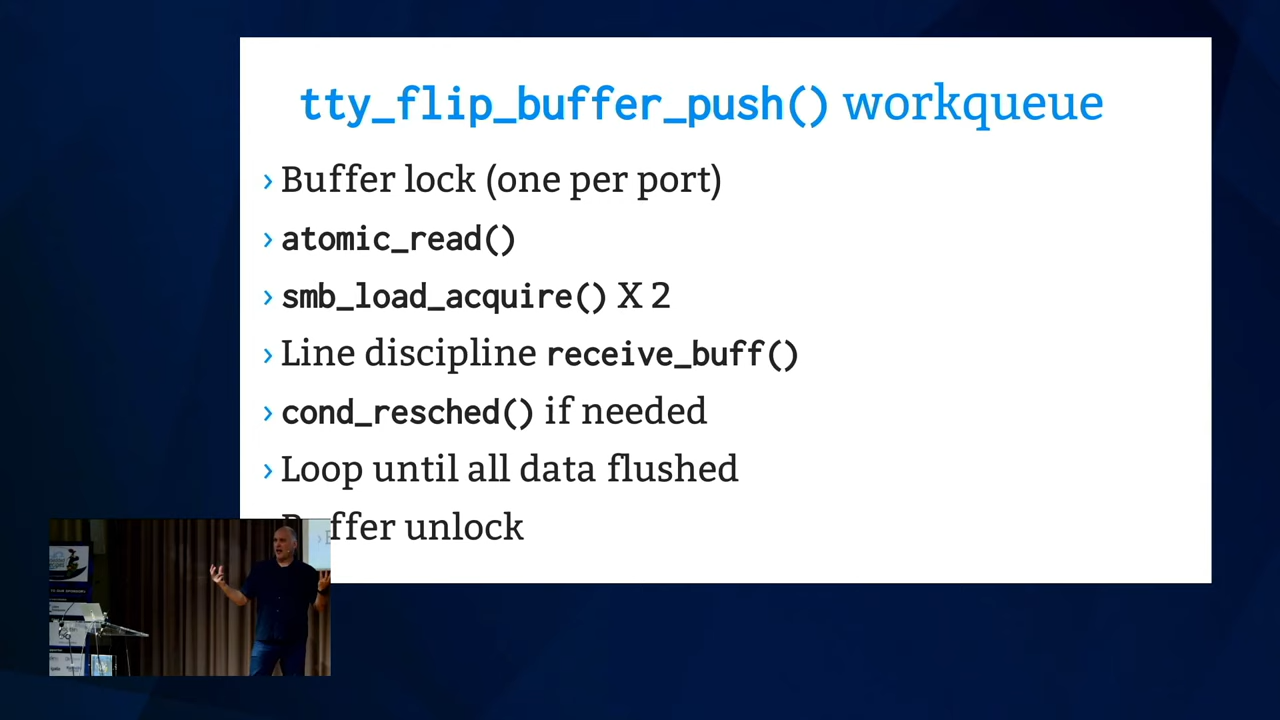 tty_flip_buffer_push() workqueue
› Buffer lock (one per port)
› atomic_read()
› smb_load_acquire() X 2
› Line discipline receive_buff()
› cond_resched() if needed
› Loop until all data flushed
Buffer unlock